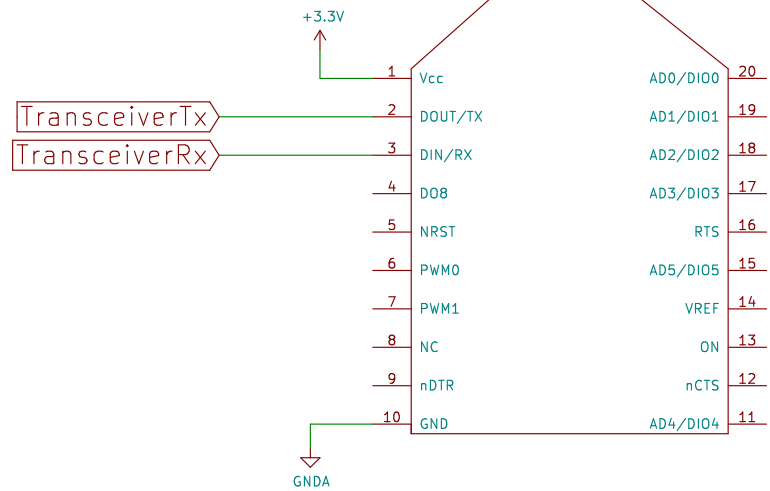 +3.3V
1 Vcc AD0/DIO0 20
TransceiverTx 2 DOUT/TX AD1/DIO1 19
TransceiverRx 3 DIN/RX AD2/DIO2 18
4 DO8 AD3/DIO3 17
5 NRST RTS 16
6 PWM0 AD5/DIO5 15
7 PWM1 VREF 14
8 NC ON 13
9 nDTR nCTS 12
10 GND AD4/DIO4 11
GNDA